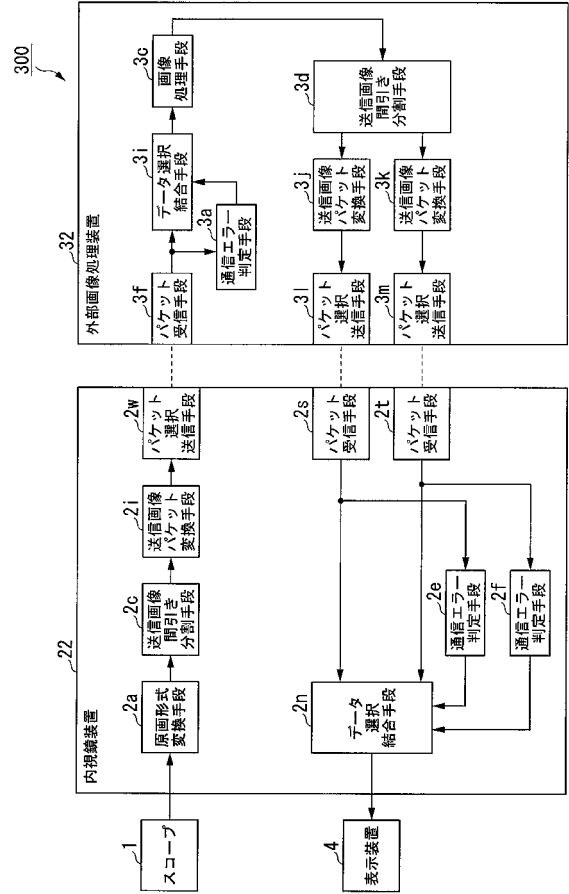 300
22
内視鏡装置
1
スコープ
2a
原画形式
変換手段
2c
送信画像
間引き
分割手段
2i
送信画像
パケット
変換手段
2w
パケット
選択
送信手段
32
外部画像処理装置
3f
パケット
受信手段
3a
通信エラー
判定手段
3i
データ選択
結合手段
3c
画像
処理手段
3d
送信画像
間引き
分割手段
3j
送信画像
パケット
変換手段
3k
送信画像
パケット
変換手段
3l
パケット
選択
送信手段
3m
パケット
選択
送信手段
2s
パケット
受信手段
2t
パケット
受信手段
2e
通信エラー
判定手段
2f
通信エラー
判定手段
2n
データ
選択
結合手段
4
表示装置